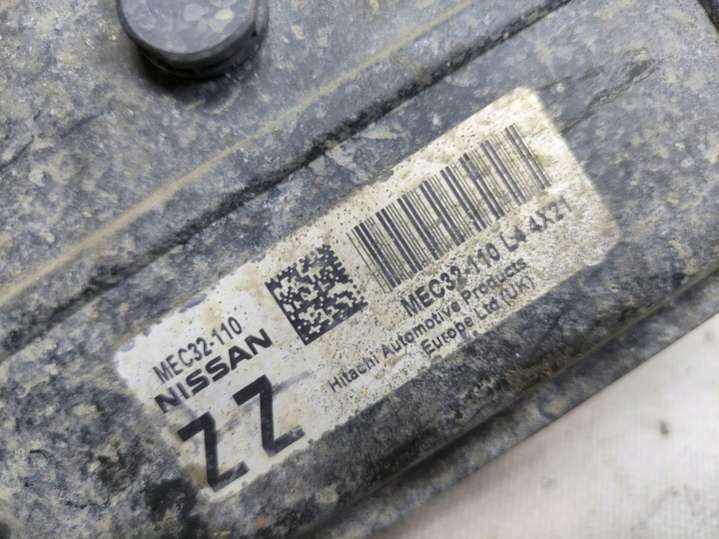 MEC32-110
NISSAN
ZZ
MEC32-110 L4 4X21
Hitachi Automotive Products
Europe Ltd (UK)